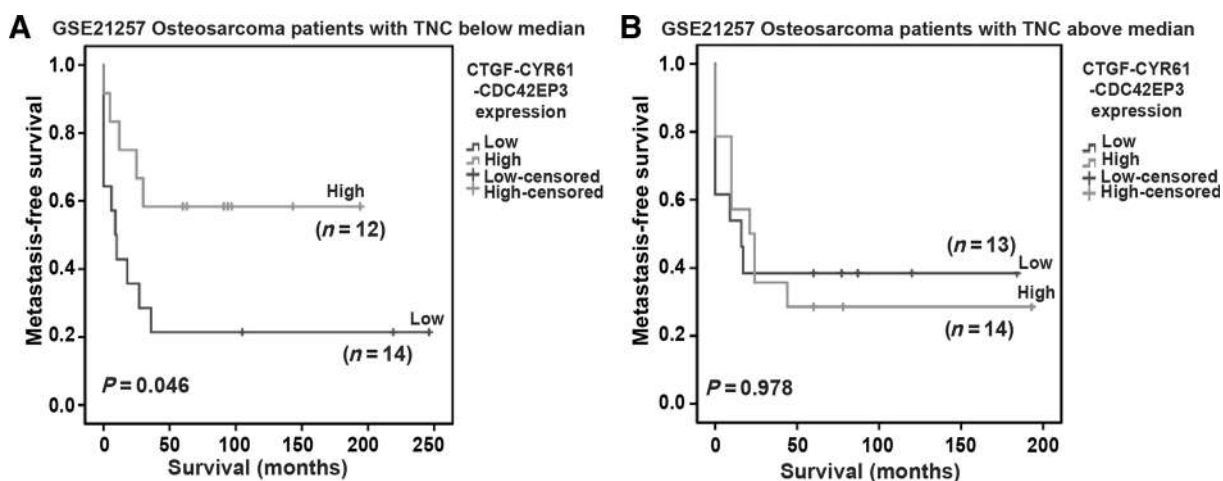 A
GSE21257 Osteosarcoma patients with TNC below median
Metastasis-free survival
1.0
0.8
0.6
0.4
0.2
0.0
0
50
100
150
200
250
Survival (months)
High
(n = 12)
Low
(n = 14)
P = 0.046
CTGF-CYR61
-CDC42EP3
expression
Low
High
Low-censored
High-censored
B
GSE21257 Osteosarcoma patients with TNC above median
Metastasis-free survival
1.0
0.8
0.6
0.4
0.2
0.0
0
50
100
150
200
Survival (months)
(n = 13)
Low
High
(n = 14)
P = 0.978
CTGF-CYR61
-CDC42EP3
expression
Low
High
Low-censored
High-censored